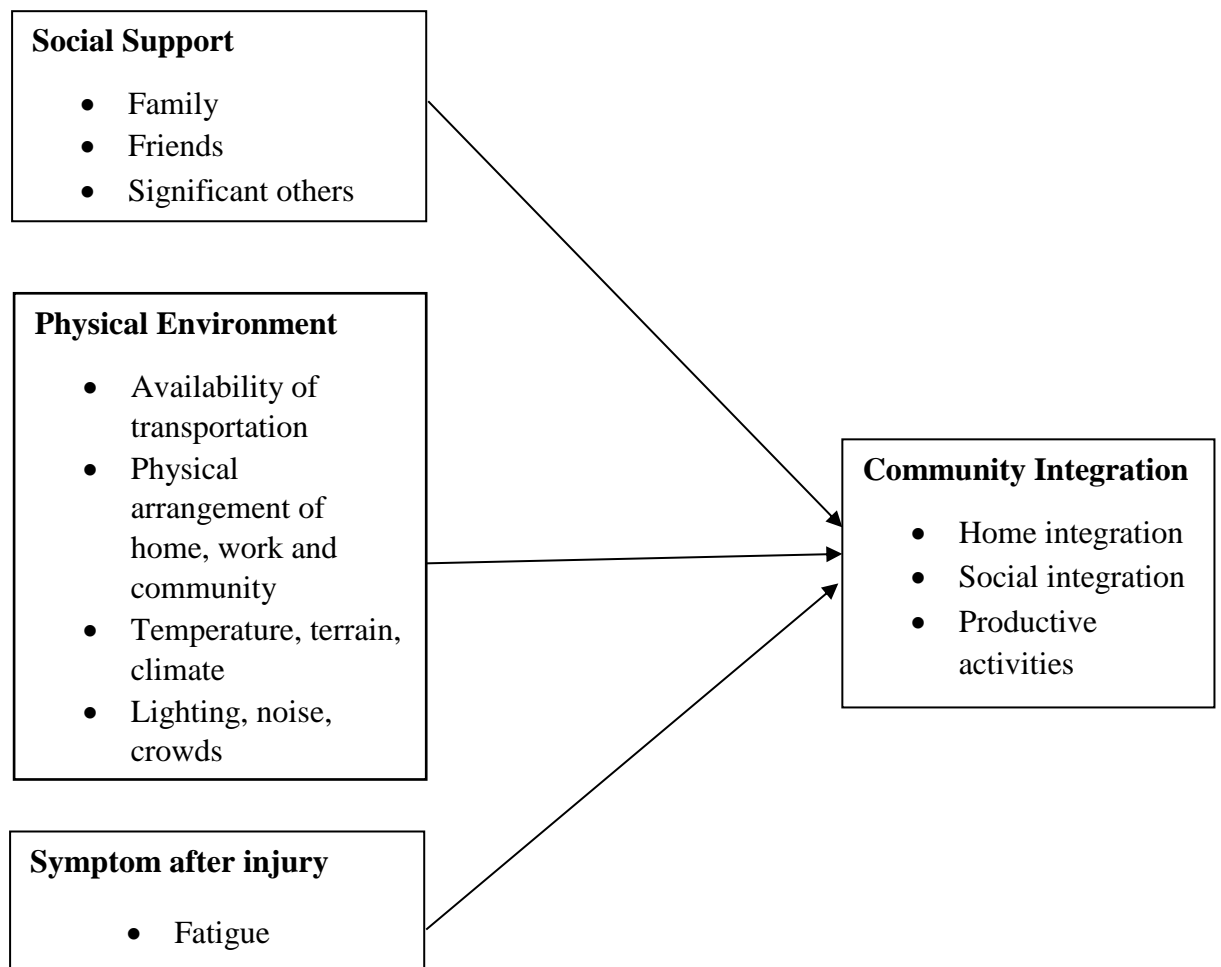 Social Support
• Family
• Friends
• Significant others
Physical Environment
• Availability of
transportation
• Physical
arrangement of
home, work and
community
• Temperature, terrain,
climate
• Lighting, noise,
crowds
Symptom after injury
• Fatigue
Community Integration
• Home integration
• Social integration
• Productive
activities